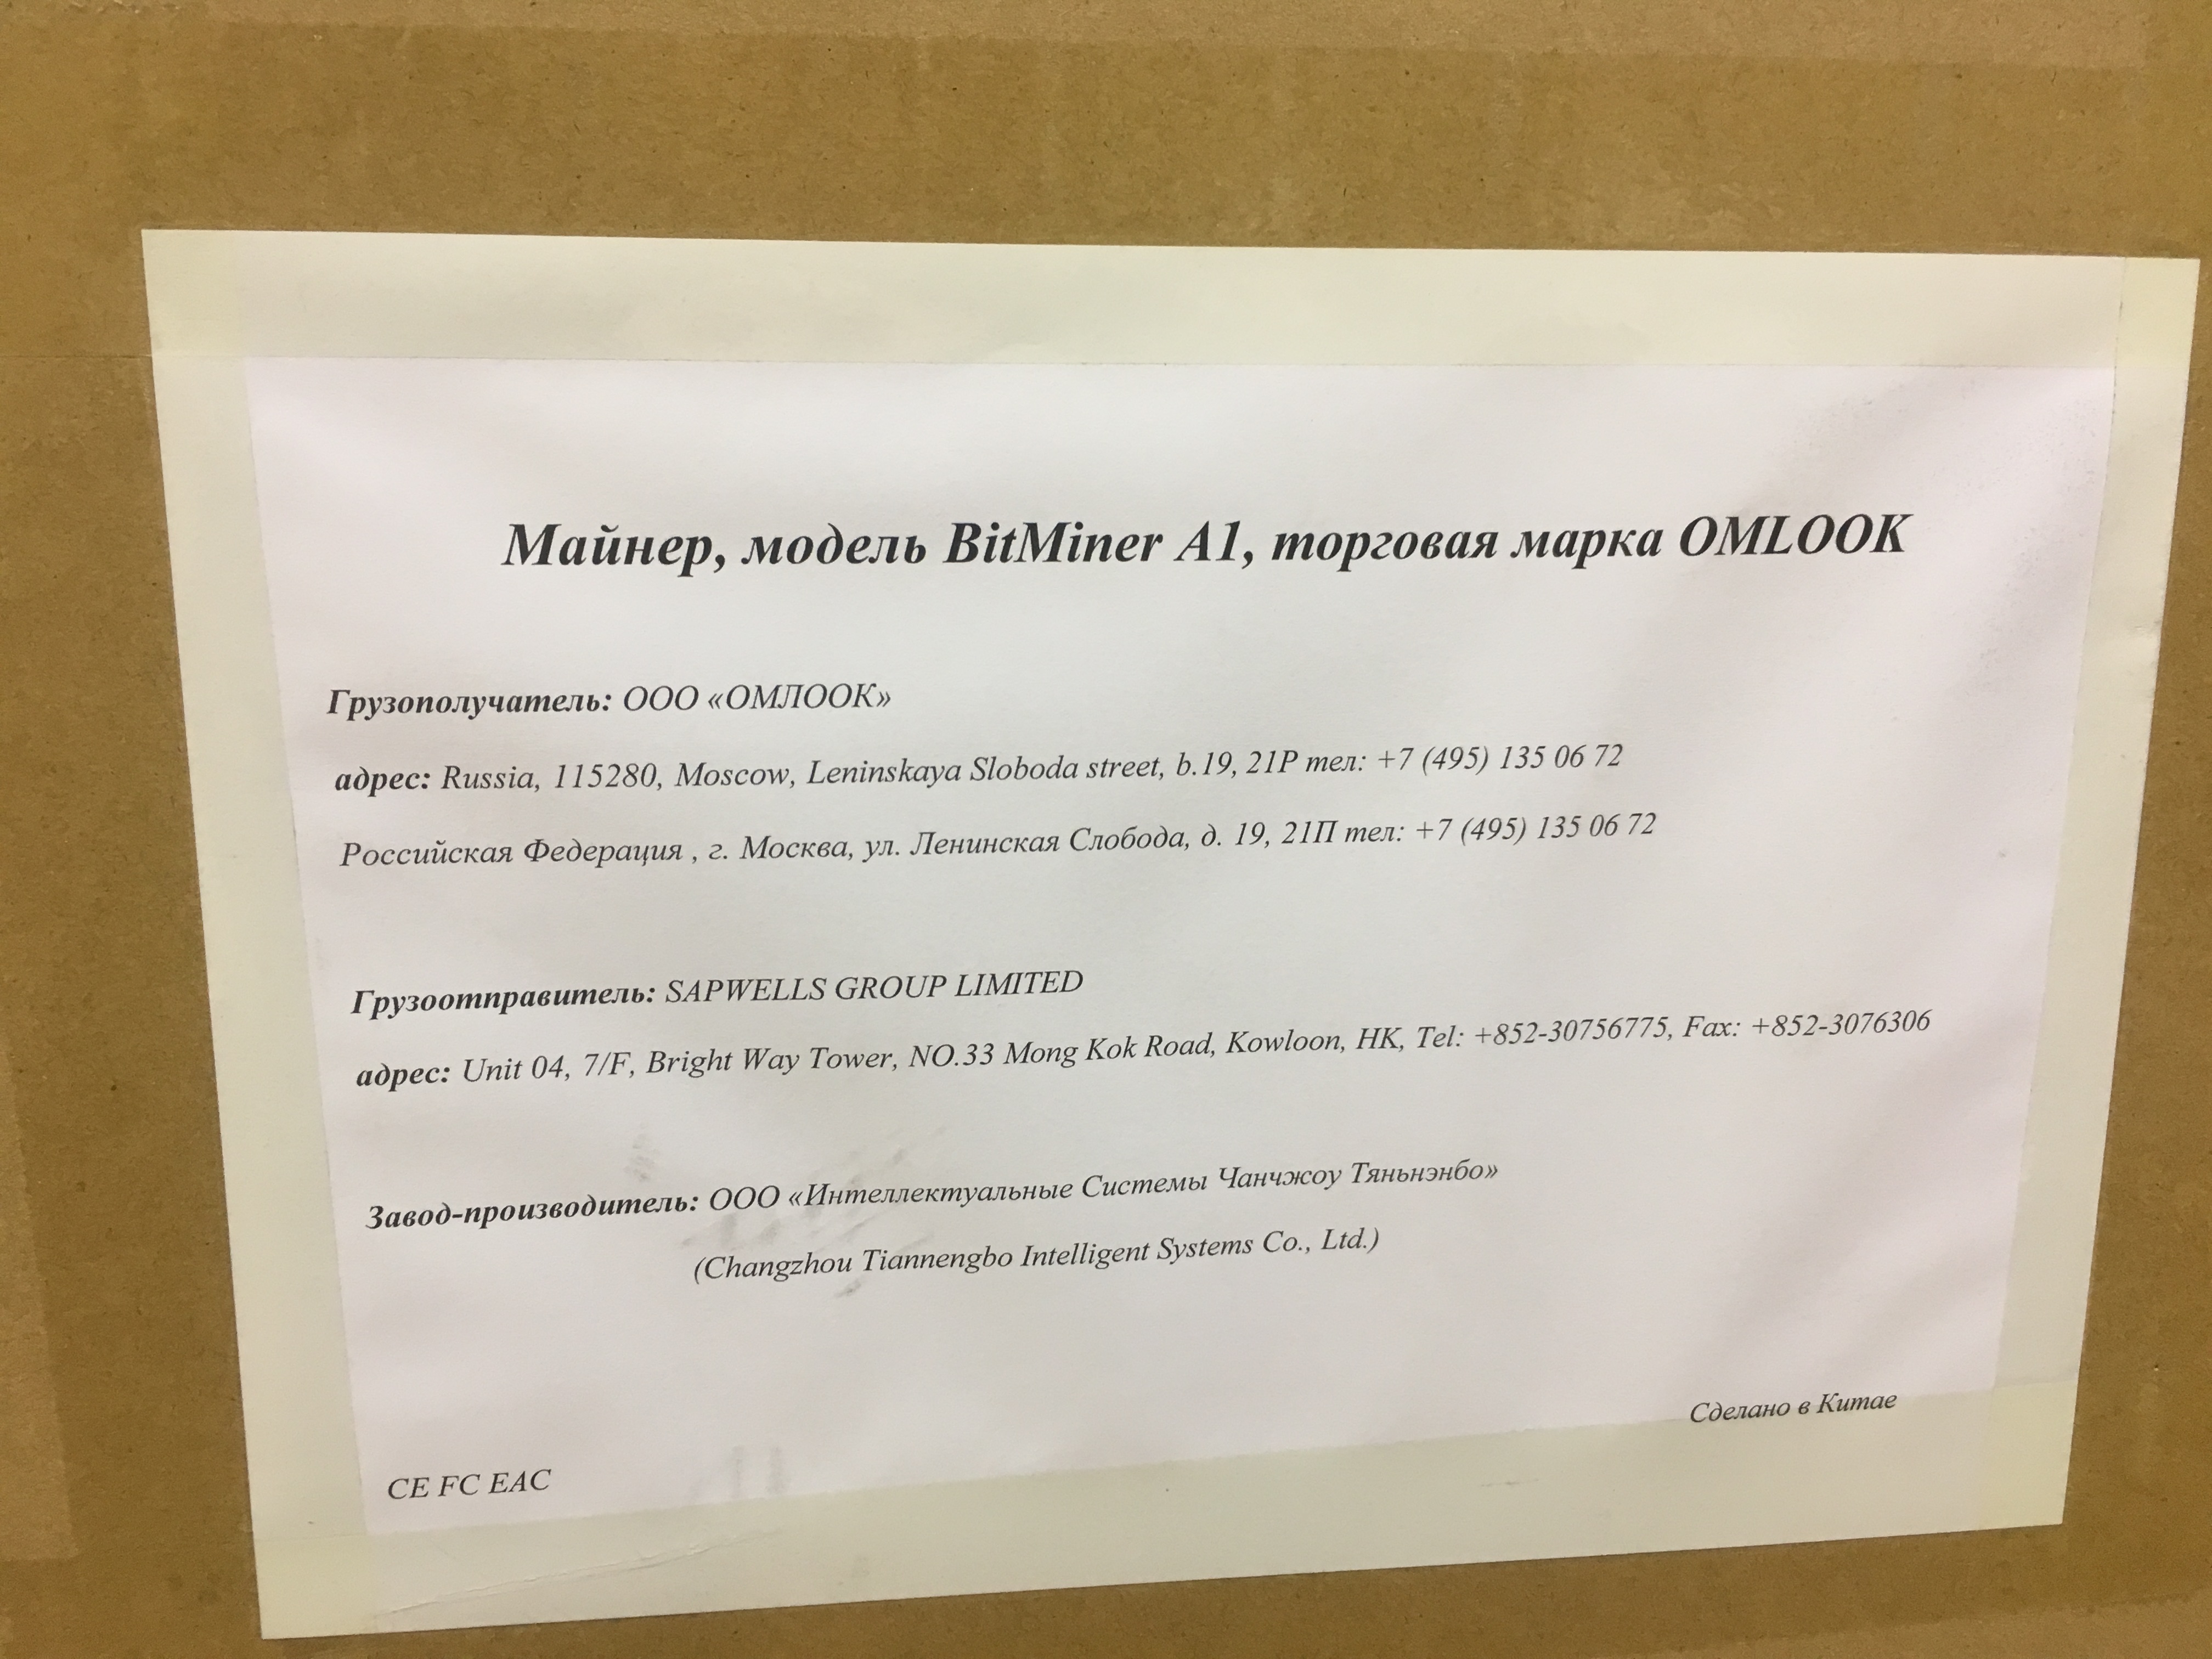 Майнер, модель BitMiner A1, торговая марка OMLOOK
Грузополучатель: ООО «ОМЛООК»
адрес: Russia, 115280, Moscow, Leninskaya Sloboda street, b.19, 21P тел: +7 (495) 135 06 72
Российская Федерация , г. Москва, ул. Ленинская Слобода, д. 19, 21П тел: +7 (495) 135 06 72
Грузоотправитель: SAPWELLS GROUP LIMITED
адрес: Unit 04, 7/F, Bright Way Tower, NO.33 Mong Kok Road, Kowloon, HK, Tel: +852-30756775, Fax: +852-3076306
Завод-производитель: ООО «Интеллектуальные Системы Чанчжоу Тяньнэнбо»
(Changzhou Tiannengbo Intelligent Systems Co., Ltd.)
Сделано в Китае
CE FC EAC